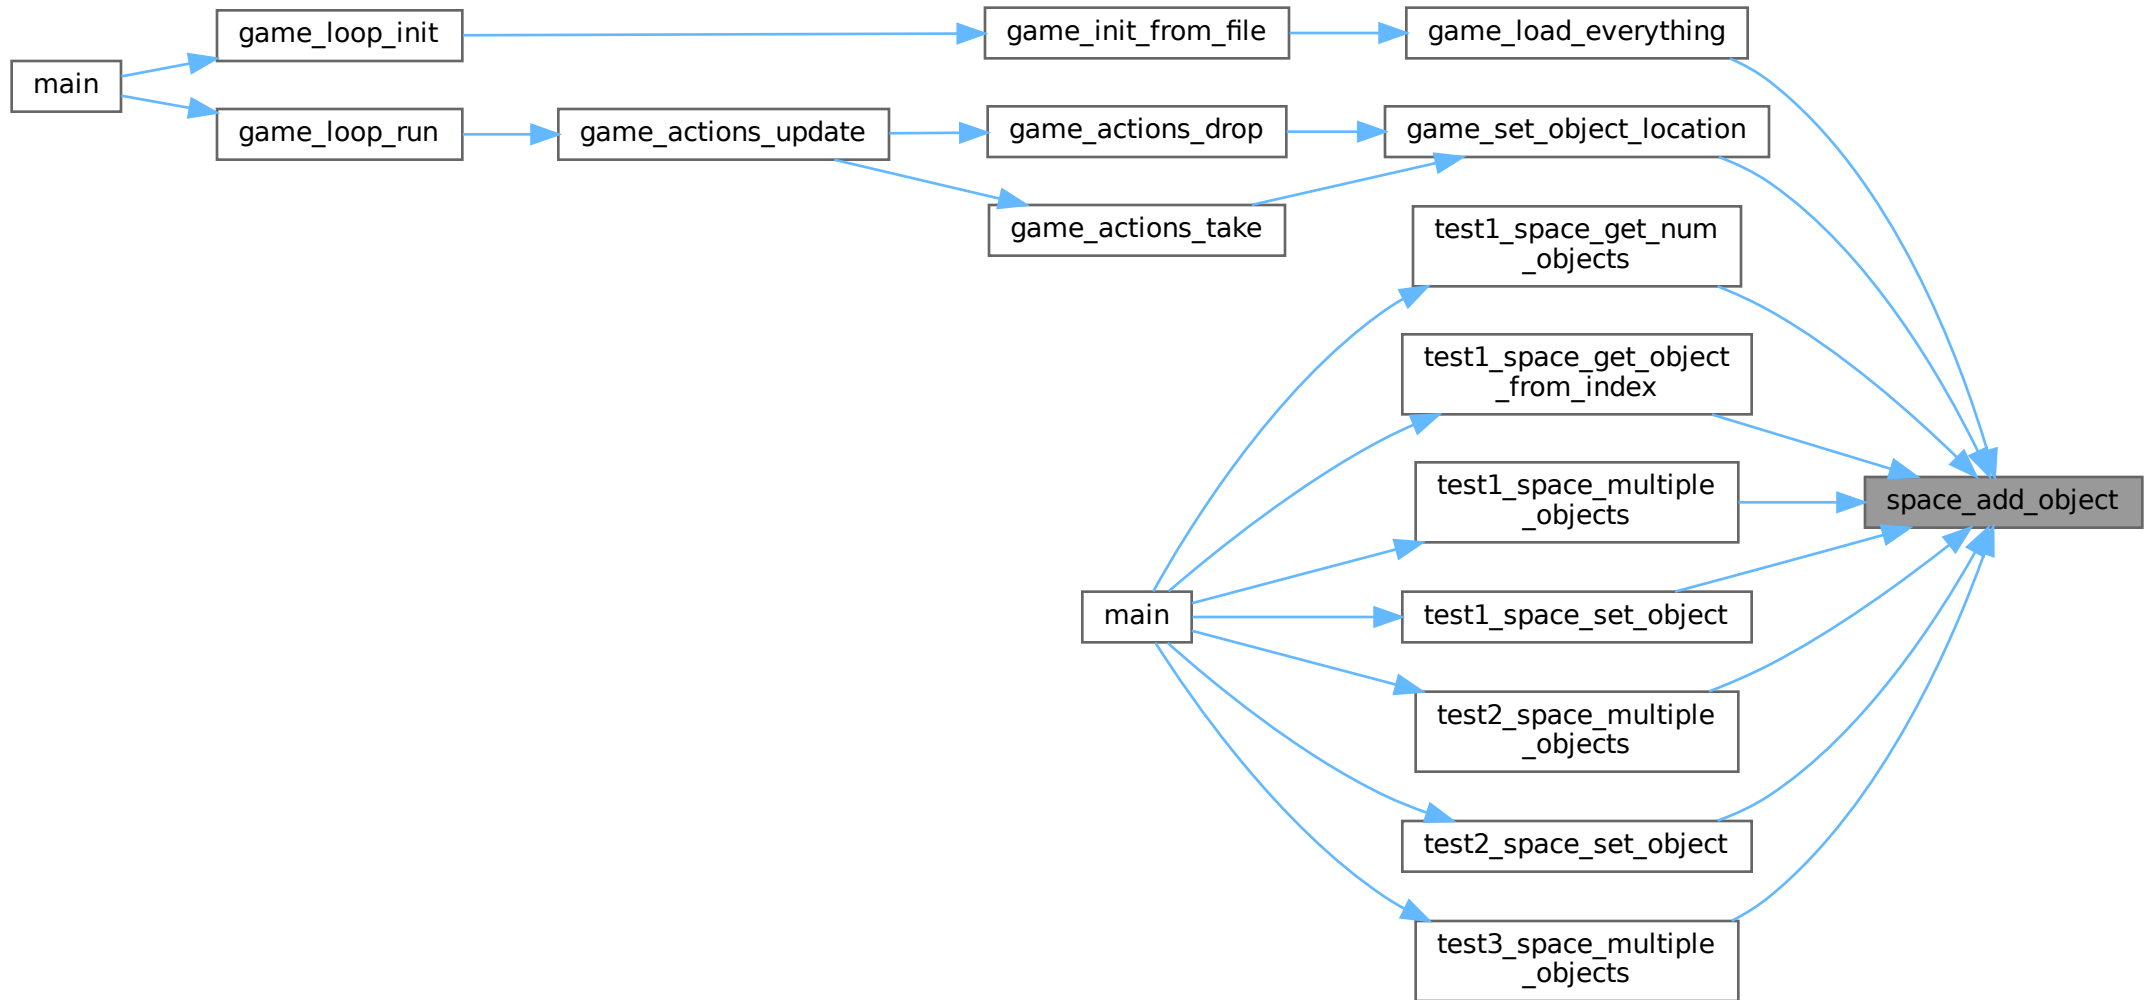 main
game_loop_init
game_init_from_file
game_load_everything
game_loop_run
game_actions_update
game_actions_drop
game_set_object_location
game_actions_take
test1_space_get_num
_objects
test1_space_get_object
_from_index
test1_space_multiple
_objects
space_add_object
main
test1_space_set_object
test2_space_multiple
_objects
test2_space_set_object
test3_space_multiple
_objects